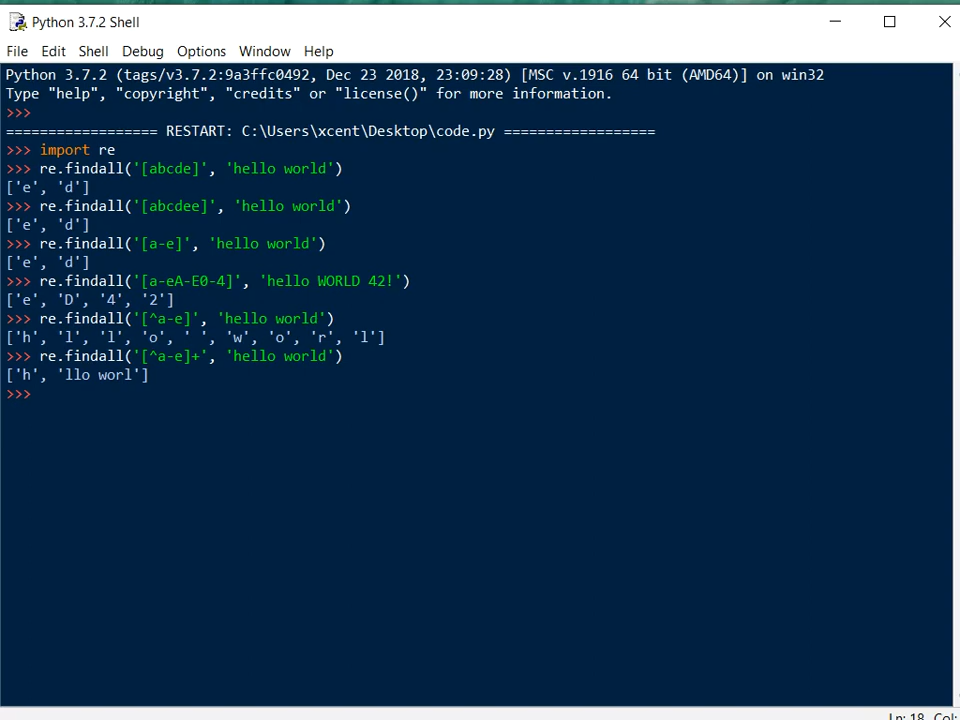 Python 3.7.2 Shell
File Edit Shell Debug Options Window Help
Python 3.7.2 (tags/v3.7.2:9a3ffc0492, Dec 23 2018, 23:09:28) [MSC v.1916 64 bit (AMD64)] on win32
Type "help", "copyright", "credits" or "license()" for more information.
>>>
================== RESTART: C:\Users\xcent\Desktop\code.py ==================
>>> import re
>>> re.findall('[abcde]', 'hello world')
['e', 'd']
>>> re.findall('[abcdee]', 'hello world')
['e', 'd']
>>> re.findall('[a-e]', 'hello world')
['e', 'd']
>>> re.findall('[a-eA-E0-4]', 'hello WORLD 42!')
['e', 'D', '4', '2']
>>> re.findall('[^a-e]', 'hello world')
['h', 'l', 'l', 'o', ' ', 'w', 'o', 'r', 'l']
>>> re.findall('[^a-e]+', 'hello world')
['h', 'llo worl']
>>>
Ln: 18 Col: